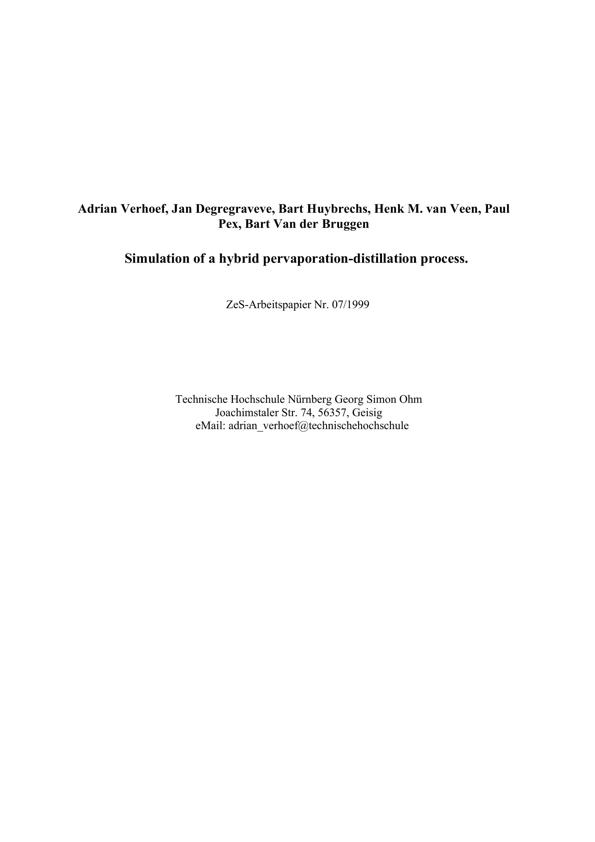 Adrian Verhoef, Jan Degregraveve, Bart Huybrechs, Henk M. van Veen, Paul
Pex, Bart Van der Bruggen
Simulation of a hybrid pervaporation-distillation process.
ZeS-Arbeitspapier Nr. 07/1999
Technische Hochschule Nürnberg Georg Simon Ohm
Joachimstaler Str. 74, 56357, Geisig
eMail: adrian_verhoef@technischehochschule